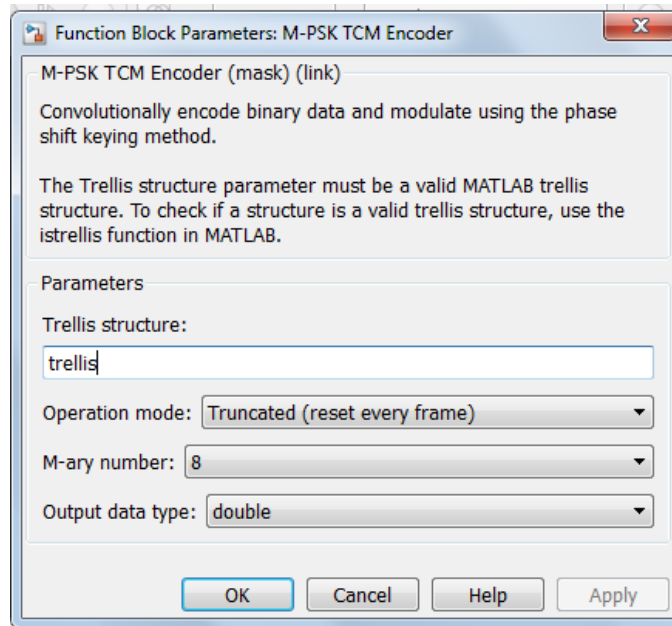 Function Block Parameters: M-PSK TCM Encoder
M-PSK TCM Encoder (mask) (link)
Convolutionally encode binary data and modulate using the phase
shift keying method.
The Trellis structure parameter must be a valid MATLAB trellis
structure. To check if a structure is a valid trellis structure, use the
istrellis function in MATLAB.
Parameters
Trellis structure:
trellis
Operation mode: Truncated (reset every frame)
M-ary number: 8
Output data type: double
OK Cancel Help Apply